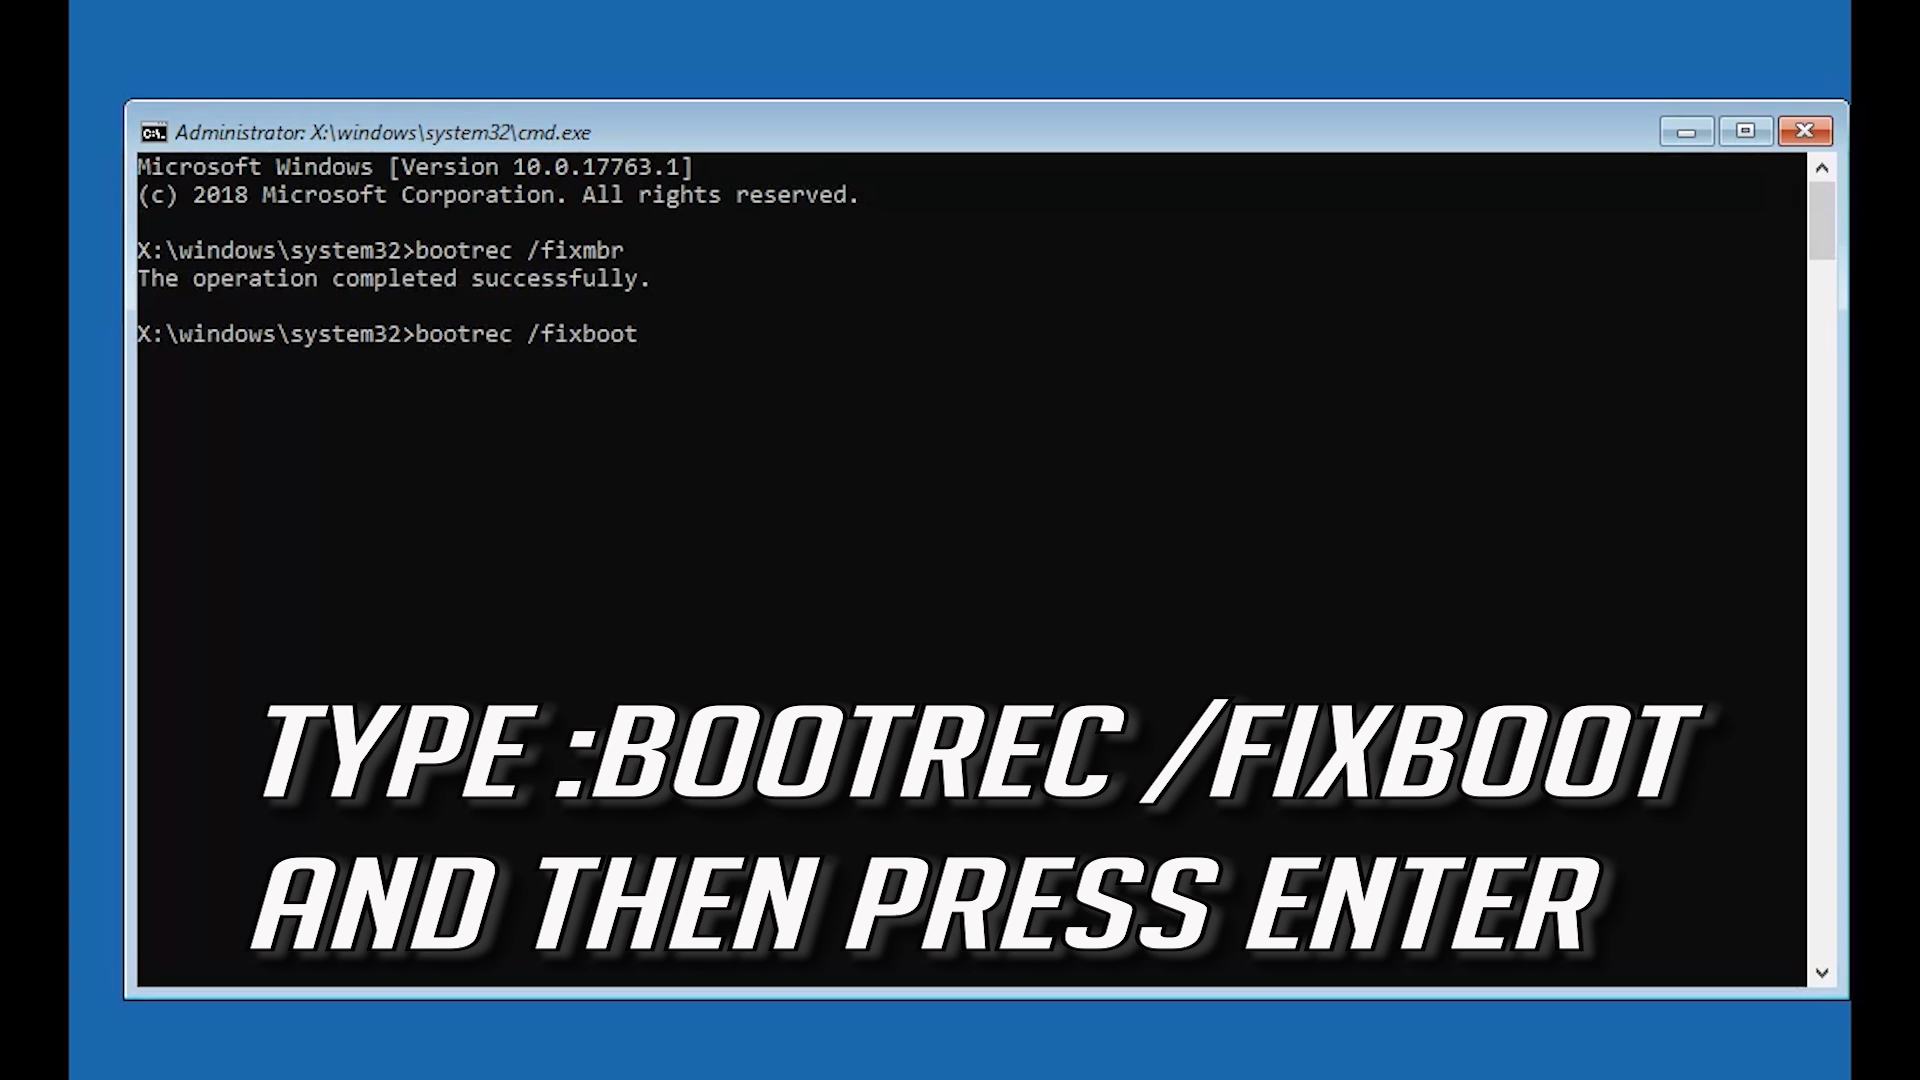 Administrator: X:\windows\system32\cmd.exe
Microsoft Windows [Version 10.0.17763.1]
(c) 2018 Microsoft Corporation. All rights reserved.
X:\windows\system32>bootrec /fixmbr
The operation completed successfully.
X:\windows\system32>bootrec /fixboot
TYPE :BOOTREC /FIXBOOT
AND THEN PRESS ENTER